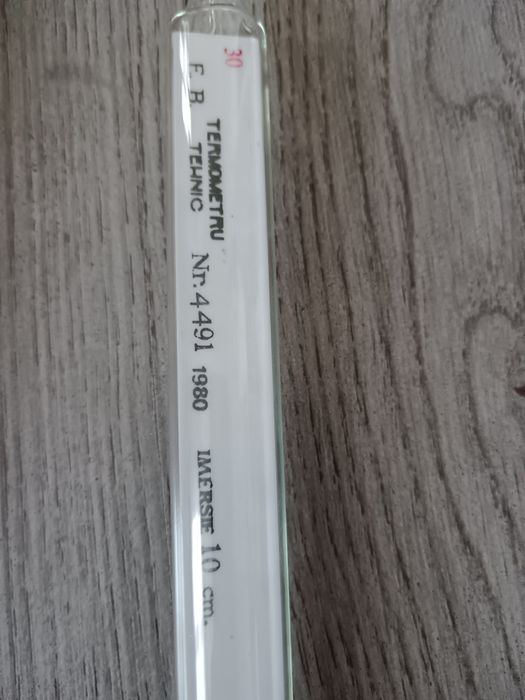 30
E. B. TERMOMETRU
TEHNIC
Nr. 4491 1980 IMERSIE 10 cm.